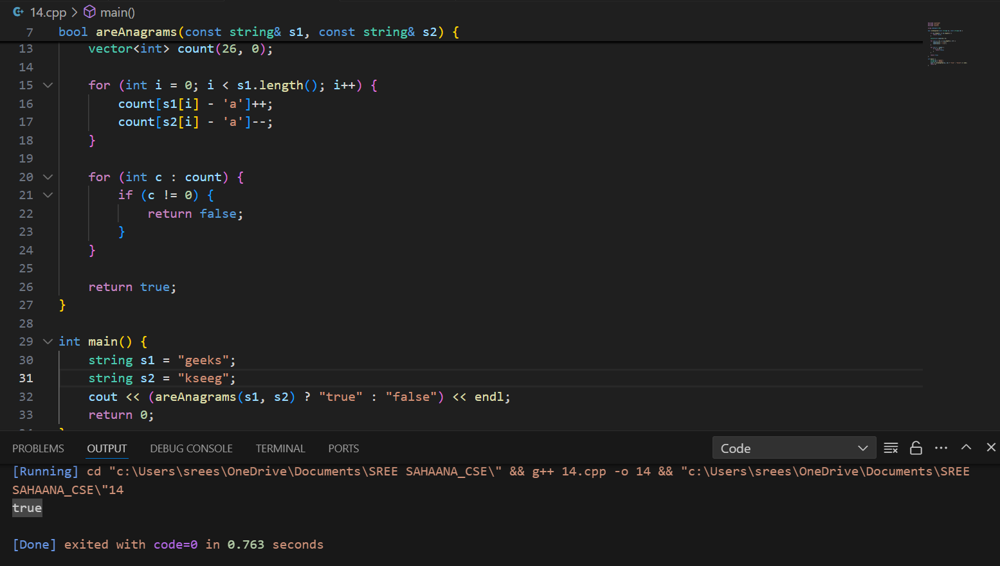 14.cpp > main()
7 bool areAnagrams(const string& s1, const string& s2) {
13 vector<int> count(26, 0);
14
15 for (int i = 0; i < s1.length(); i++) {
16 count[s1[i] - 'a']++;
17 count[s2[i] - 'a']--;
18 }
19
20 for (int c : count) {
21 if (c != 0) {
22 return false;
23 }
24 }
25
26 return true;
27 }
28
29 int main() {
30 string s1 = "geeks";
31 string s2 = "kseeg";
32 cout << (areAnagrams(s1, s2) ? "true" : "false") << endl;
33 return 0;
PROBLEMS OUTPUT DEBUG CONSOLE TERMINAL PORTS Code
[Running] cd "c:\Users\srees\OneDrive\Documents\SREE SAHAANA_CSE\" && g++ 14.cpp -o 14 && "c:\Users\srees\OneDrive\Documents\SREE
SAHAANA_CSE\"14
true
[Done] exited with code=0 in 0.763 seconds